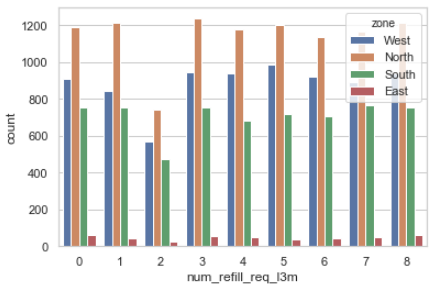 1200
1000
800
600
400
200
0
count
zone
West
North
South
East
0 1 2 3 4 5 6 7 8
num_refill_req_l3m